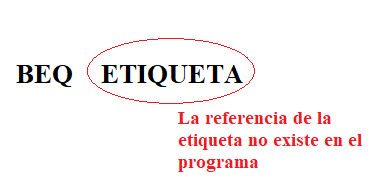 BEQ ETIQUETA
La referencia de la
etiqueta no existe en el
programa